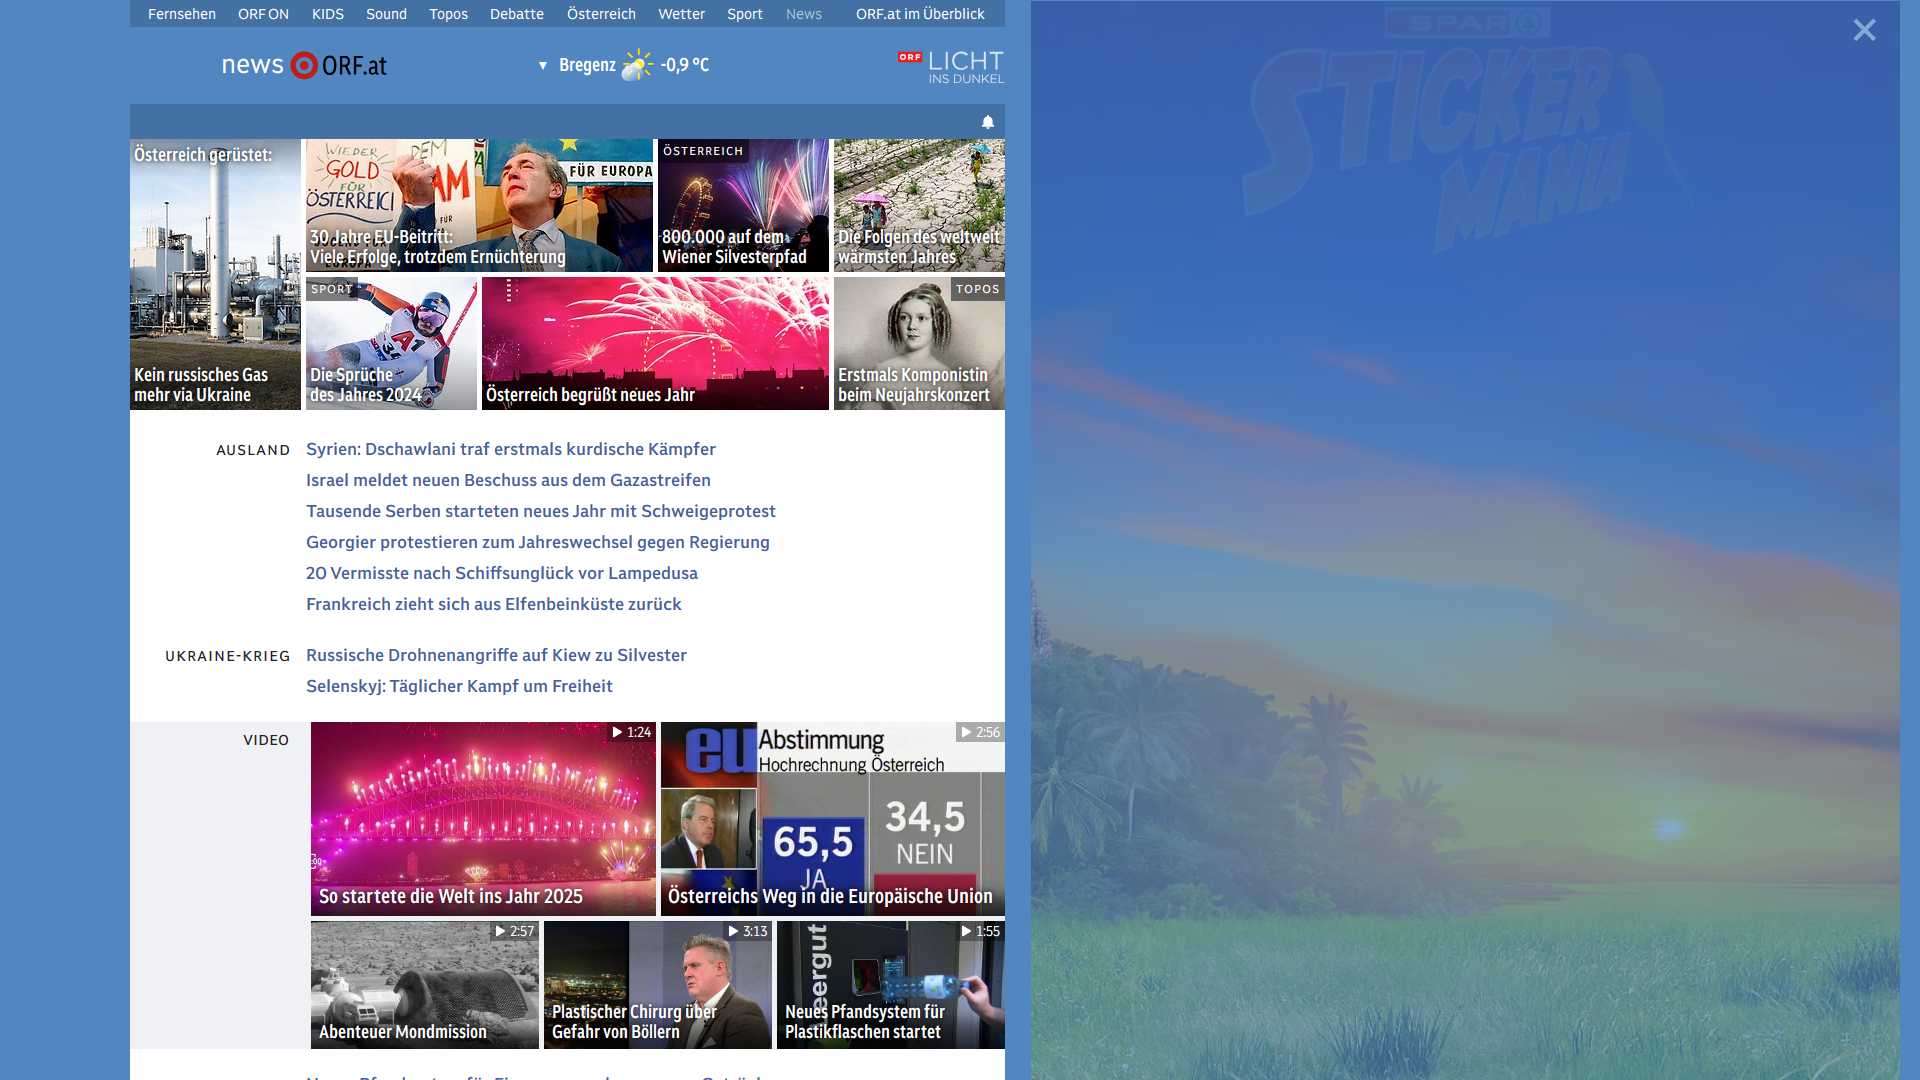 Fernsehen ORF ON KIDS Sound Topos Debatte Österreich Wetter Sport News ORF.at im Überblick
news ORF.at
▼ Bregenz -0,9 °C
ORF LICHT
INS DUNKEL
SPAR
STICKER
MANIA
Österreich gerüstet:
Kein russisches Gas
mehr via Ukraine
WIEDER
GOLD
FÜR
ÖSTERREICH
FÜR EUROPA
30 Jahre EU-Beitritt:
Viele Erfolge, trotzdem Ernüchterung
ÖSTERREICH
800.000 auf dem
Wiener Silvesterpfad
Die Folgen des weltweit
wärmsten Jahres
SPORT
Die Sprüche
des Jahres 2024
Österreich begrüßt neues Jahr
TOPOS
Erstmals Komponistin
beim Neujahrskonzert
AUSLAND
Syrien: Dschawlani traf erstmals kurdische Kämpfer
Israel meldet neuen Beschuss aus dem Gazastreifen
Tausende Serben starteten neues Jahr mit Schweigeprotest
Georgier protestieren zum Jahreswechsel gegen Regierung
20 Vermisste nach Schiffsunglück vor Lampedusa
Frankreich zieht sich aus Elfenbeinküste zurück
UKRAINE-KRIEG
Russische Drohnenangriffe auf Kiew zu Silvester
Selenskyj: Täglicher Kampf um Freiheit
VIDEO
1:24
So startete die Welt ins Jahr 2025
2:56
eu Abstimmung
Hochrechnung Österreich
65,5
JA
34,5
NEIN
Österreichs Weg in die Europäische Union
2:57
Abenteuer Mondmission
3:13
Plastischer Chirurg über
Gefahr von Böllern
1:55
Neues Pfandsystem für
Plastikflaschen startet